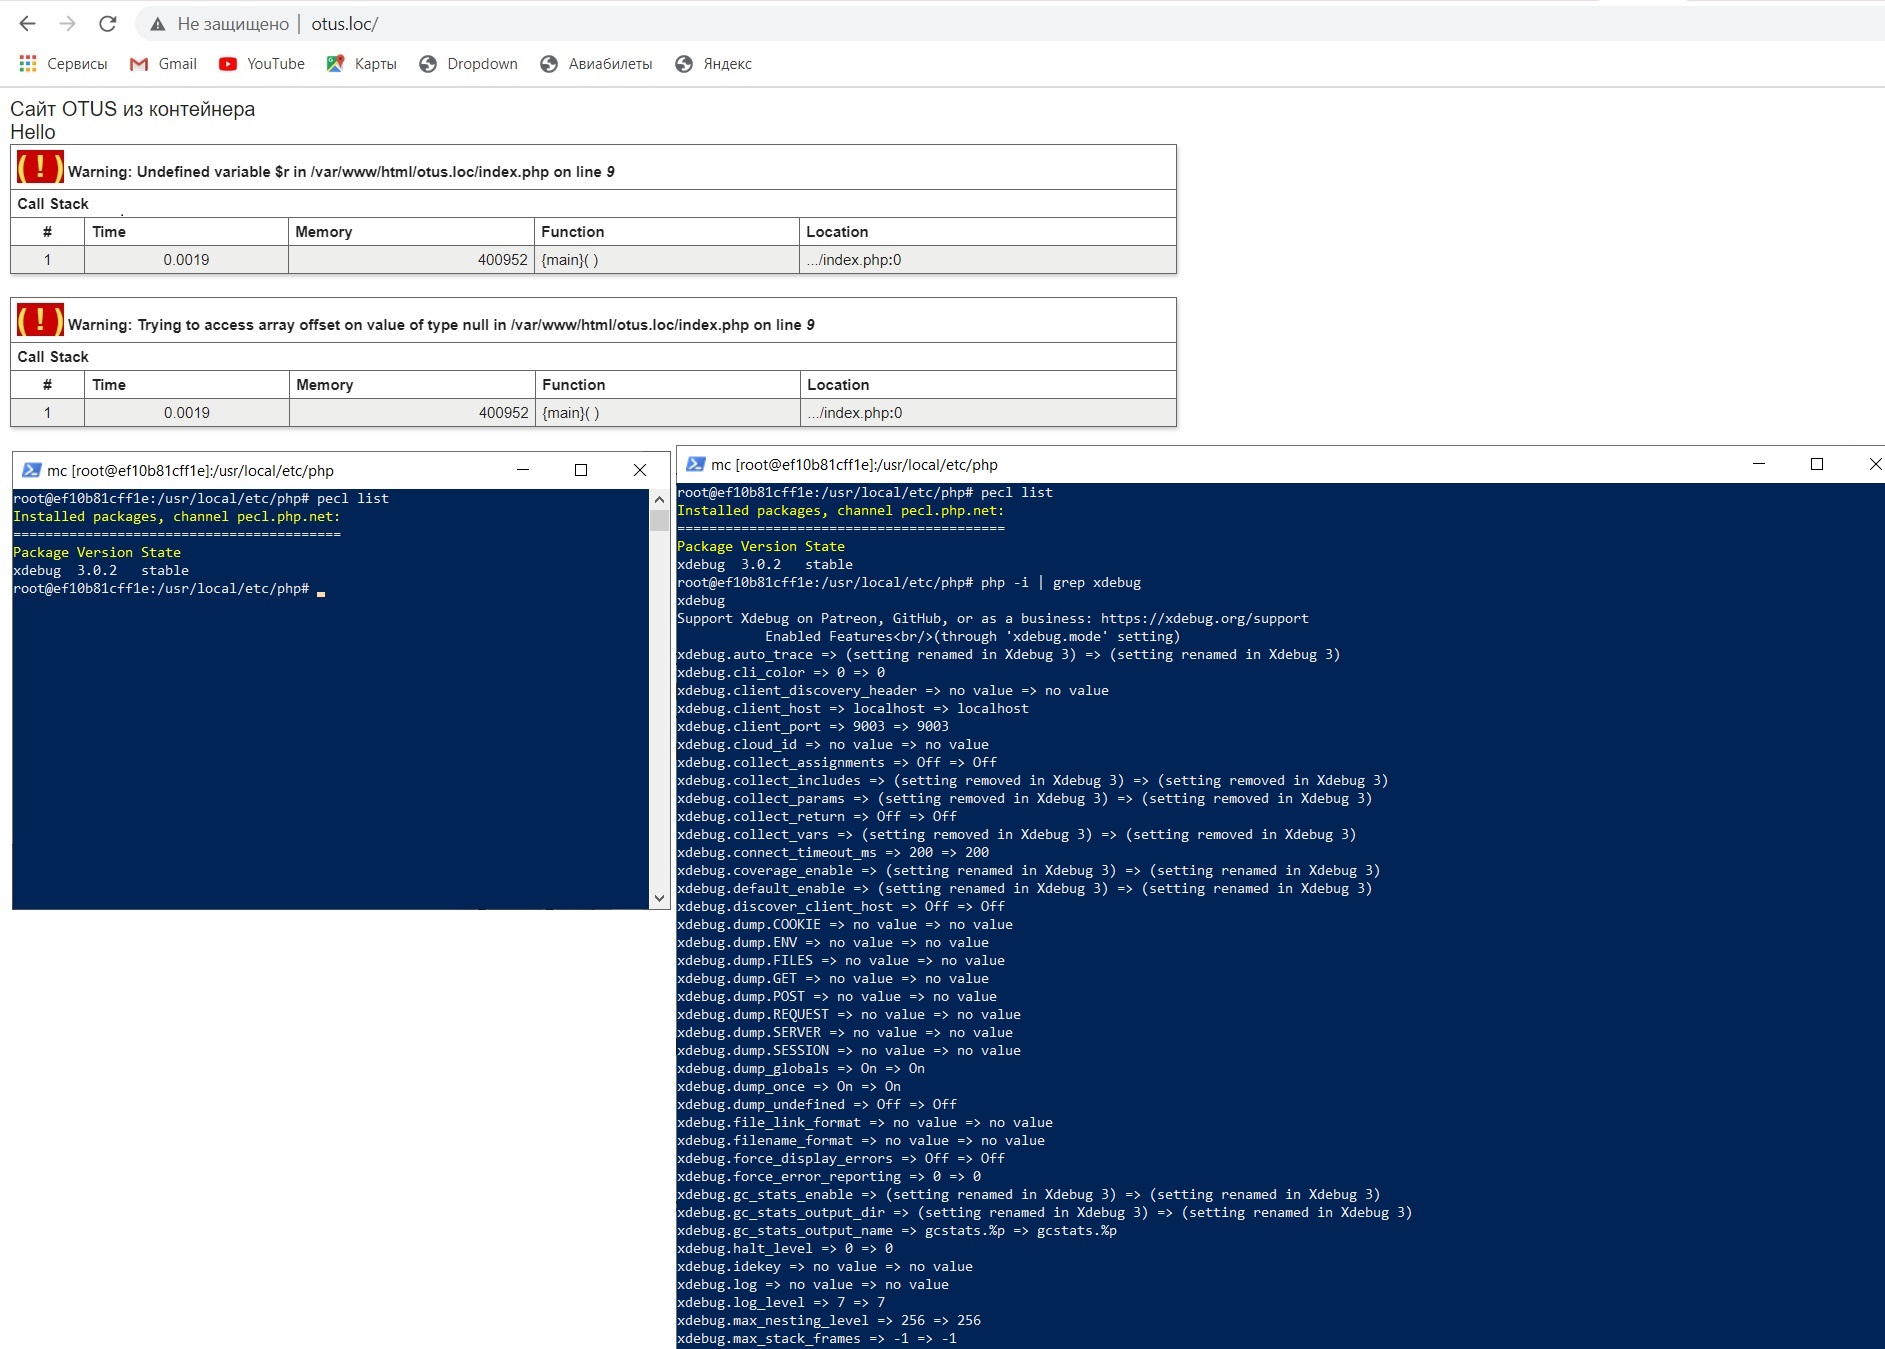 Не защищено | otus.loc/
Сервисы Gmail YouTube Карты Dropdown Авиабилеты Яндекс
Сайт OTUS из контейнера
Hello
(!) Warning: Undefined variable $r in /var/www/html/otus.loc/index.php on line 9
Call Stack
# Time Memory Function Location
1 0.0019 400952 {main}( ) .../index.php:0
(!) Warning: Trying to access array offset on value of type null in /var/www/html/otus.loc/index.php on line 9
Call Stack
# Time Memory Function Location
1 0.0019 400952 {main}( ) .../index.php:0
mc [root@ef10b81cff1e]:/usr/local/etc/php
root@ef10b81cff1e:/usr/local/etc/php# pecl list
Installed packages, channel pecl.php.net:
=========================================
Package Version State
xdebug  3.0.2   stable
root@ef10b81cff1e:/usr/local/etc/php#
mc [root@ef10b81cff1e]:/usr/local/etc/php
root@ef10b81cff1e:/usr/local/etc/php# pecl list
Installed packages, channel pecl.php.net:
=========================================
Package Version State
xdebug  3.0.2   stable
root@ef10b81cff1e:/usr/local/etc/php# php -i | grep xdebug
xdebug
Support Xdebug on Patreon, GitHub, or as a business: https://xdebug.org/support
Enabled Features<br/>(through 'xdebug.mode' setting)
xdebug.auto_trace => (setting renamed in Xdebug 3) => (setting renamed in Xdebug 3)
xdebug.cli_color => 0 => 0
xdebug.client_discovery_header => no value => no value
xdebug.client_host => localhost => localhost
xdebug.client_port => 9003 => 9003
xdebug.cloud_id => no value => no value
xdebug.collect_assignments => Off => Off
xdebug.collect_includes => (setting removed in Xdebug 3) => (setting removed in Xdebug 3)
xdebug.collect_params => (setting removed in Xdebug 3) => (setting removed in Xdebug 3)
xdebug.collect_return => Off => Off
xdebug.collect_vars => (setting removed in Xdebug 3) => (setting removed in Xdebug 3)
xdebug.connect_timeout_ms => 200 => 200
xdebug.coverage_enable => (setting renamed in Xdebug 3) => (setting renamed in Xdebug 3)
xdebug.default_enable => (setting renamed in Xdebug 3) => (setting renamed in Xdebug 3)
xdebug.discover_client_host => Off => Off
xdebug.dump.COOKIE => no value => no value
xdebug.dump.ENV => no value => no value
xdebug.dump.FILES => no value => no value
xdebug.dump.GET => no value => no value
xdebug.dump.POST => no value => no value
xdebug.dump.REQUEST => no value => no value
xdebug.dump.SERVER => no value => no value
xdebug.dump.SESSION => no value => no value
xdebug.dump_globals => On => On
xdebug.dump_once => On => On
xdebug.dump_undefined => Off => Off
xdebug.file_link_format => no value => no value
xdebug.filename_format => no value => no value
xdebug.force_display_errors => Off => Off
xdebug.force_error_reporting => 0 => 0
xdebug.gc_stats_enable => (setting renamed in Xdebug 3) => (setting renamed in Xdebug 3)
xdebug.gc_stats_output_dir => (setting renamed in Xdebug 3) => (setting renamed in Xdebug 3)
xdebug.gc_stats_output_name => gcstats.%p => gcstats.%p
xdebug.halt_level => 0 => 0
xdebug.idekey => no value => no value
xdebug.log => no value => no value
xdebug.log_level => 7 => 7
xdebug.max_nesting_level => 256 => 256
xdebug.max_stack_frames => -1 => -1